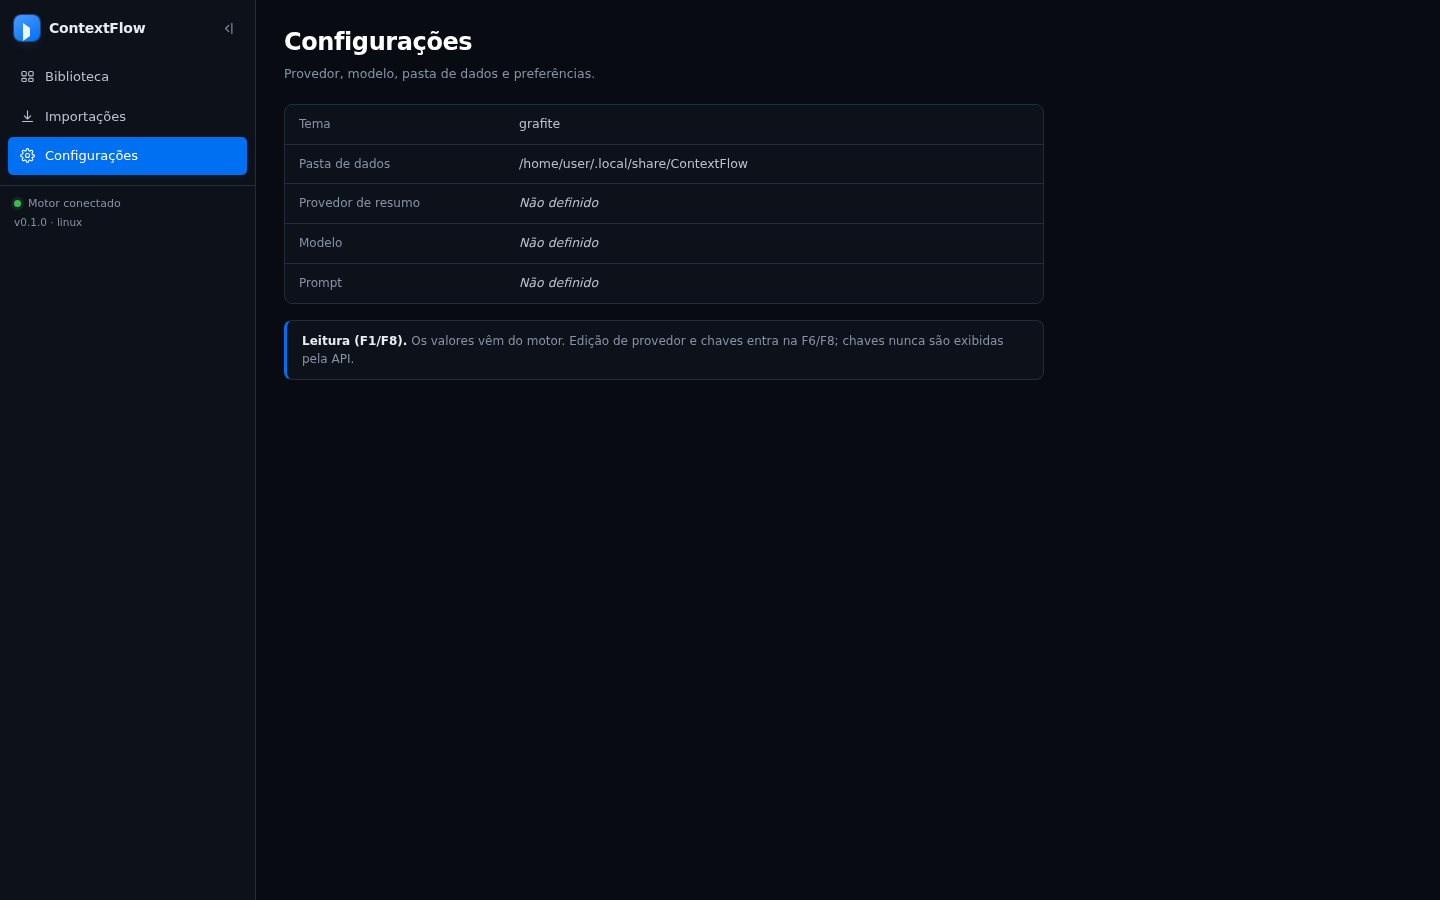 ContextFlow
Biblioteca
Importações
Configurações
Motor conectado
v0.1.0 · linux
Configurações
Provedor, modelo, pasta de dados e preferências.
Tema grafite
Pasta de dados /home/user/.local/share/ContextFlow
Provedor de resumo Não definido
Modelo Não definido
Prompt Não definido
Leitura (F1/F8). Os valores vêm do motor. Edição de provedor e chaves entra na F6/F8; chaves nunca são exibidas
pela API.